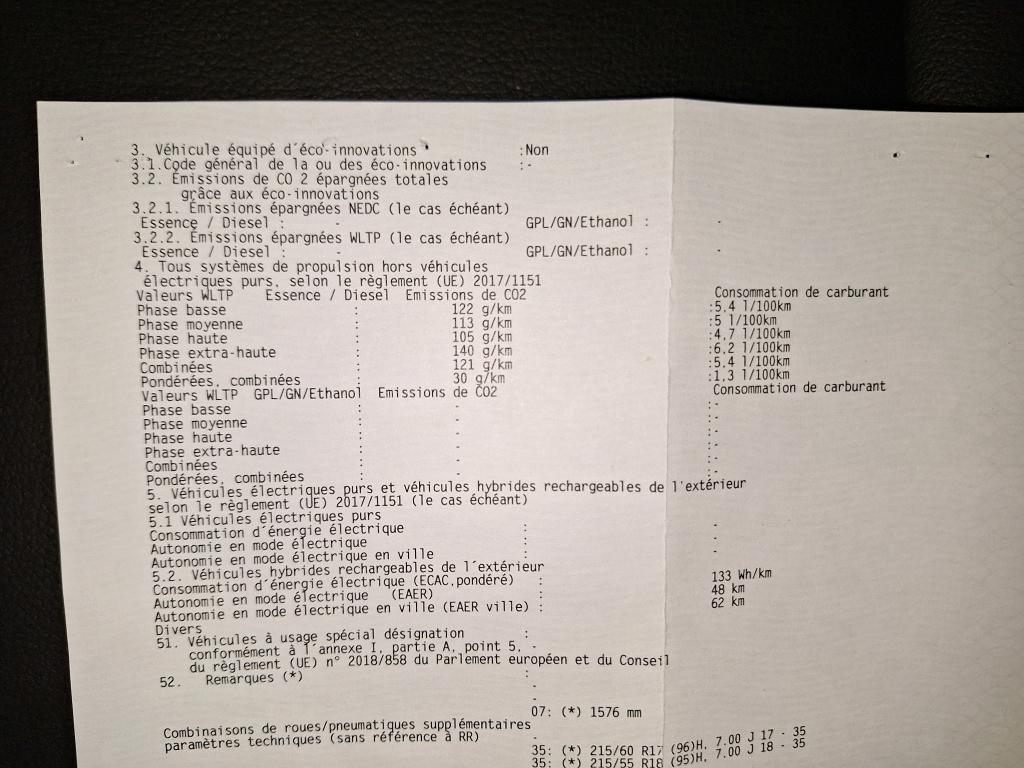 3. Véhicule équipé d´éco-innovations :Non
3.1.Code général de la ou des éco-innovations :-
3.2. Émissions de CO 2 épargnées totales
grâce aux éco-innovations
3.2.1. Émissions épargnées NEDC (le cas échéant)
Essence / Diesel : - GPL/GN/Ethanol : -
3.2.2. Émissions épargnées WLTP (le cas échéant)
Essence / Diesel : - GPL/GN/Ethanol : -
4. Tous systèmes de propulsion hors véhicules
électriques purs, selon le règlement (UE) 2017/1151
Valeurs WLTP Essence / Diesel Emissions de CO2 Consommation de carburant
Phase basse : 122 g/km :5,4 l/100km
Phase moyenne : 113 g/km :5 l/100km
Phase haute : 105 g/km :4,7 l/100km
Phase extra-haute : 140 g/km :6,2 l/100km
Combinées : 121 g/km :5,4 l/100km
Pondérées, combinées : 30 g/km :1,3 l/100km
Valeurs WLTP GPL/GN/Ethanol Emissions de CO2 Consommation de carburant
Phase basse : - :-
Phase moyenne : - :-
Phase haute : - :-
Phase extra-haute : - :-
Combinées : - :-
Pondérées, combinées : - :-
5. Véhicules électriques purs et véhicules hybrides rechargeables de l´extérieur
selon le règlement (UE) 2017/1151 (le cas échéant)
5.1 Véhicules électriques purs
Consommation d´énergie électrique : -
Autonomie en mode électrique : -
Autonomie en mode électrique en ville : -
5.2. Véhicules hybrides rechargeables de l´extérieur
Consommation d´énergie électrique (ECAC,pondéré) : 133 Wh/km
Autonomie en mode électrique (EAER) : 48 km
Autonomie en mode électrique en ville (EAER ville) : 62 km
Divers
51. Véhicules à usage spécial désignation :
conformément à l´annexe I, partie A, point 5, -
du règlement (UE) n° 2018/858 du Parlement européen et du Conseil
52. Remarques (*) :
-
-
07: (*) 1576 mm
Combinaisons de roues/pneumatiques supplémentaires
paramètres techniques (sans référence à RR) -
35: (*) 215/60 R17 (96)H, 7.00 J 17 - 35
35: (*) 215/55 R18 (95)H, 7.00 J 18 - 35